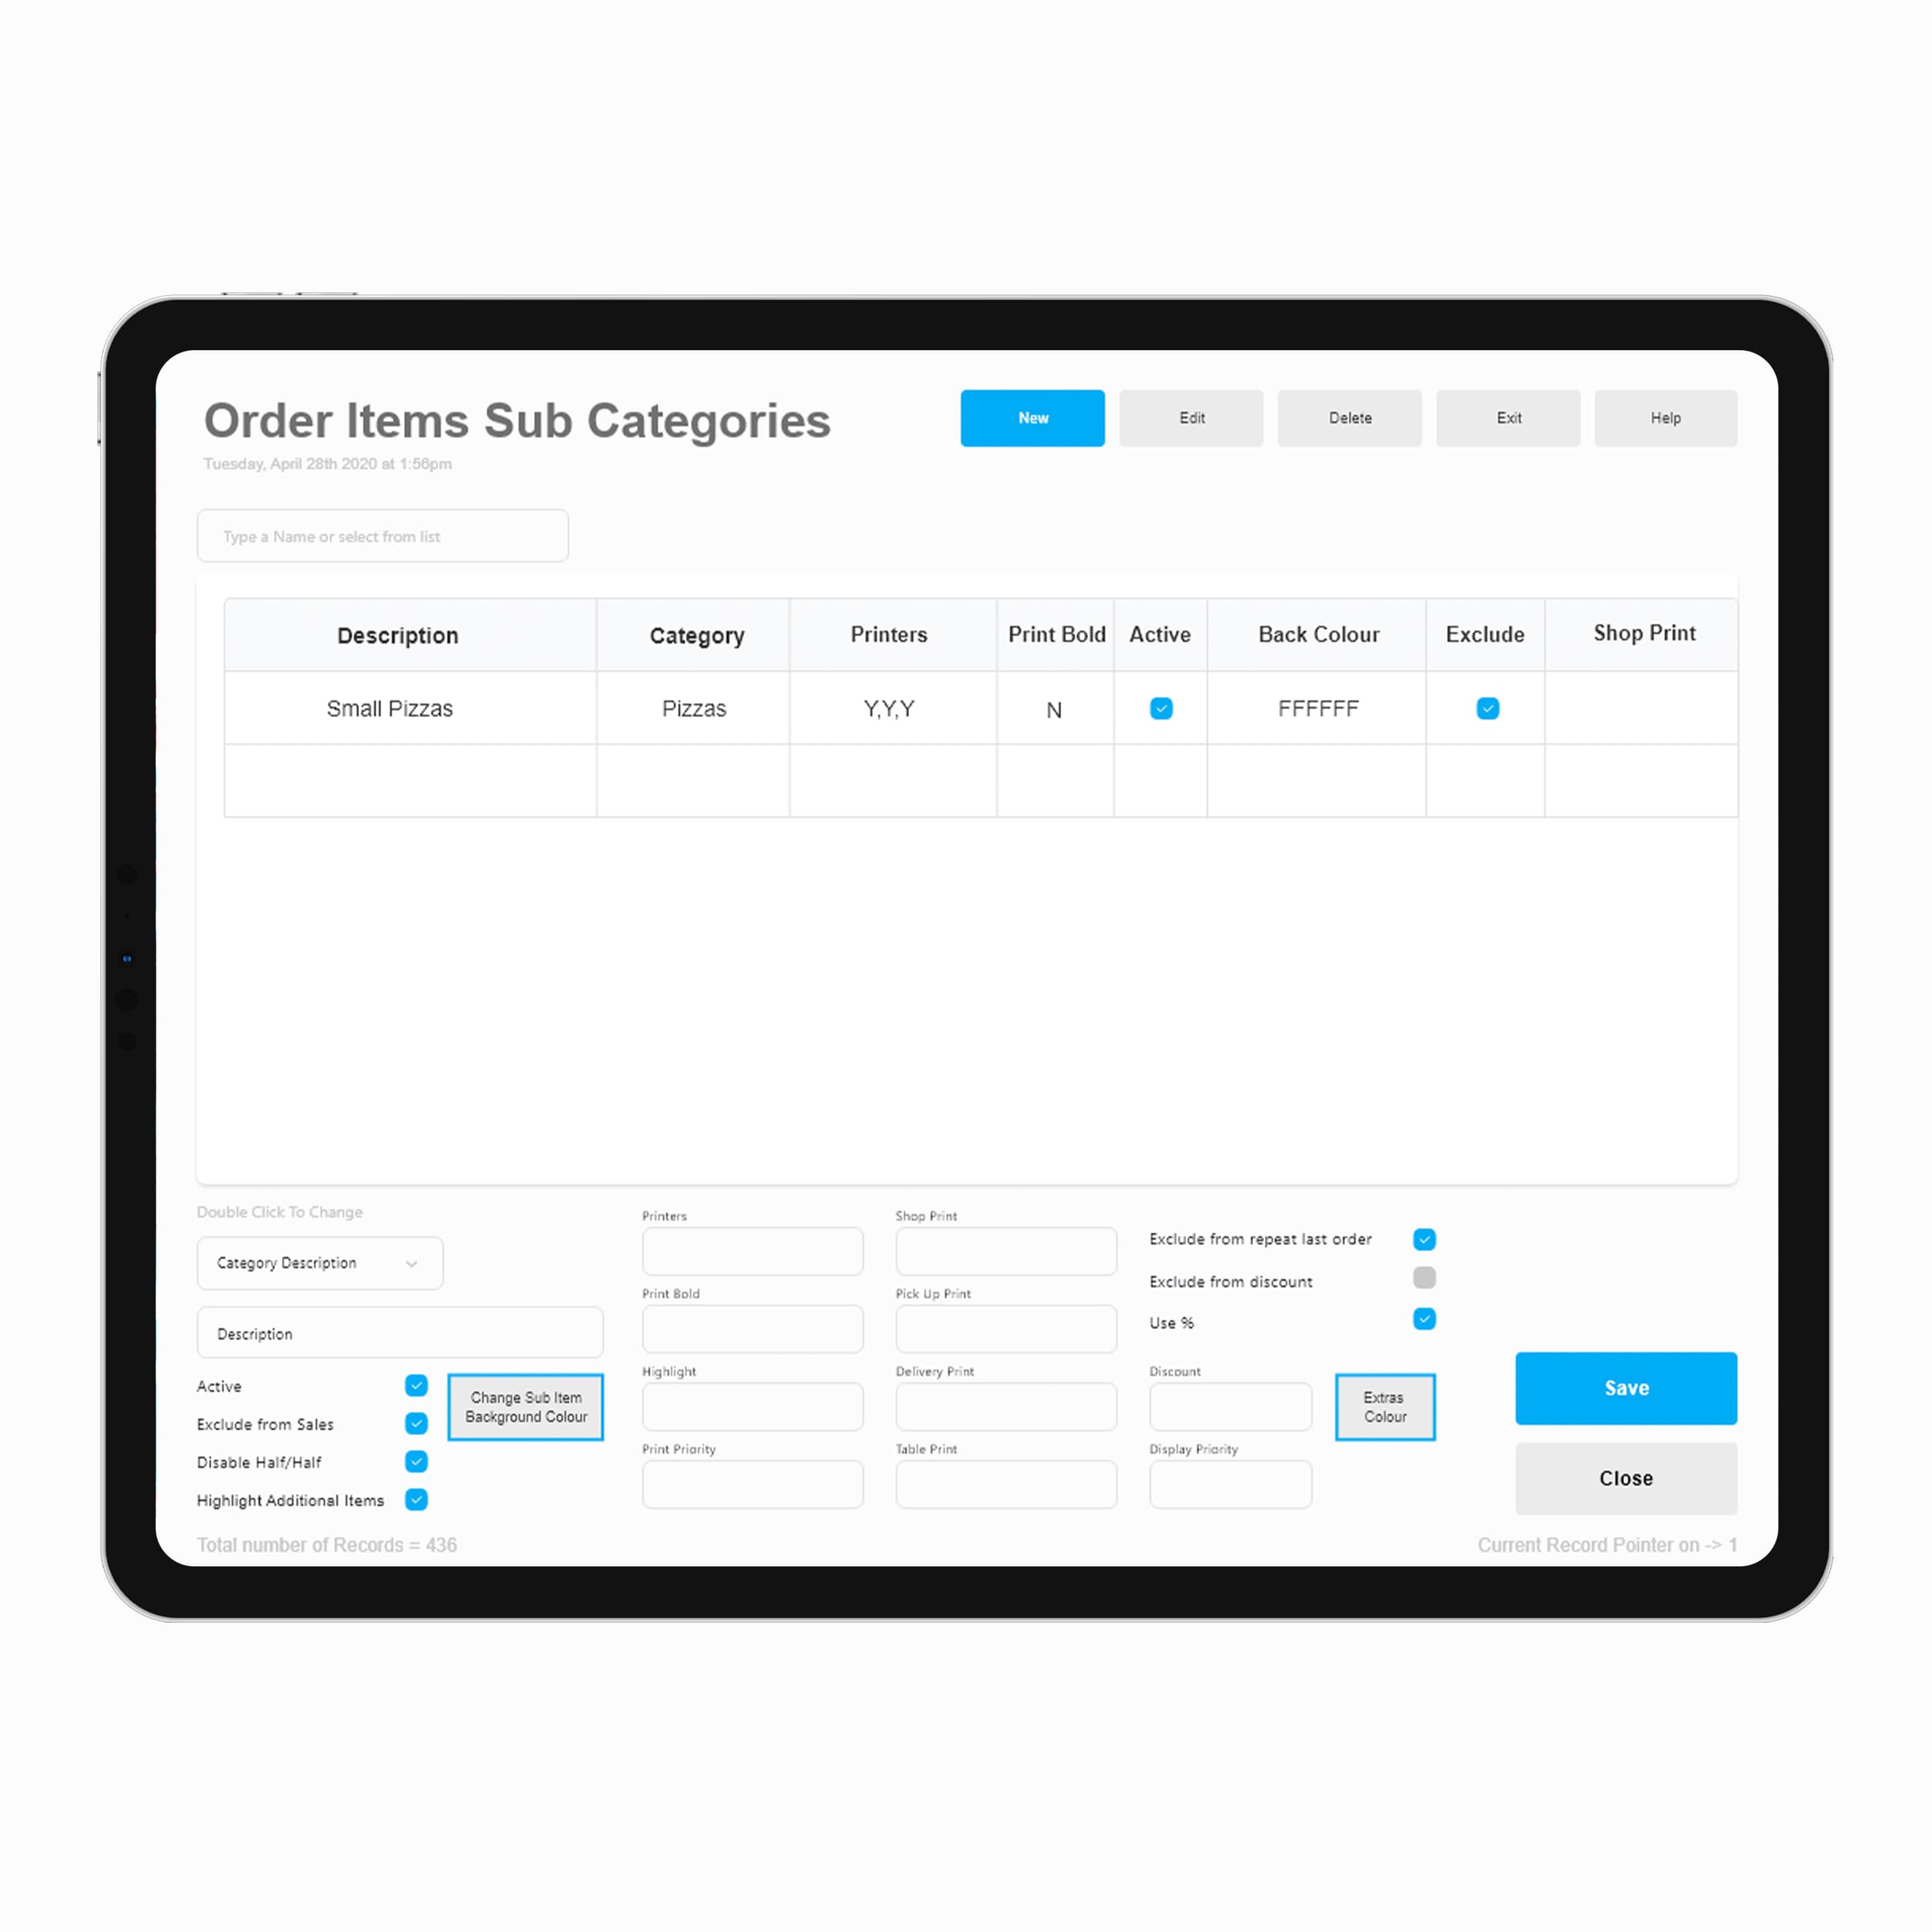 Order Items Sub Categories
New
Edit
Delete
Exit
Help
Tuesday, April 28th 2020 at 1:56pm
Type a Name or select from list
Description Category Printers Print Bold Active Back Colour Exclude Shop Print
Small Pizzas Pizzas Y,Y,Y N FFFFFF
Double Click To Change
Category Description
Description
Active
Exclude from Sales
Disable Half/Half
Highlight Additional Items
Change Sub Item
Background Colour
Printers
Print Bold
Highlight
Print Priority
Shop Print
Pick Up Print
Delivery Print
Table Print
Exclude from repeat last order
Exclude from discount
Use %
Discount
Display Priority
Extras
Colour
Save
Close
Total number of Records = 436
Current Record Pointer on -> 1